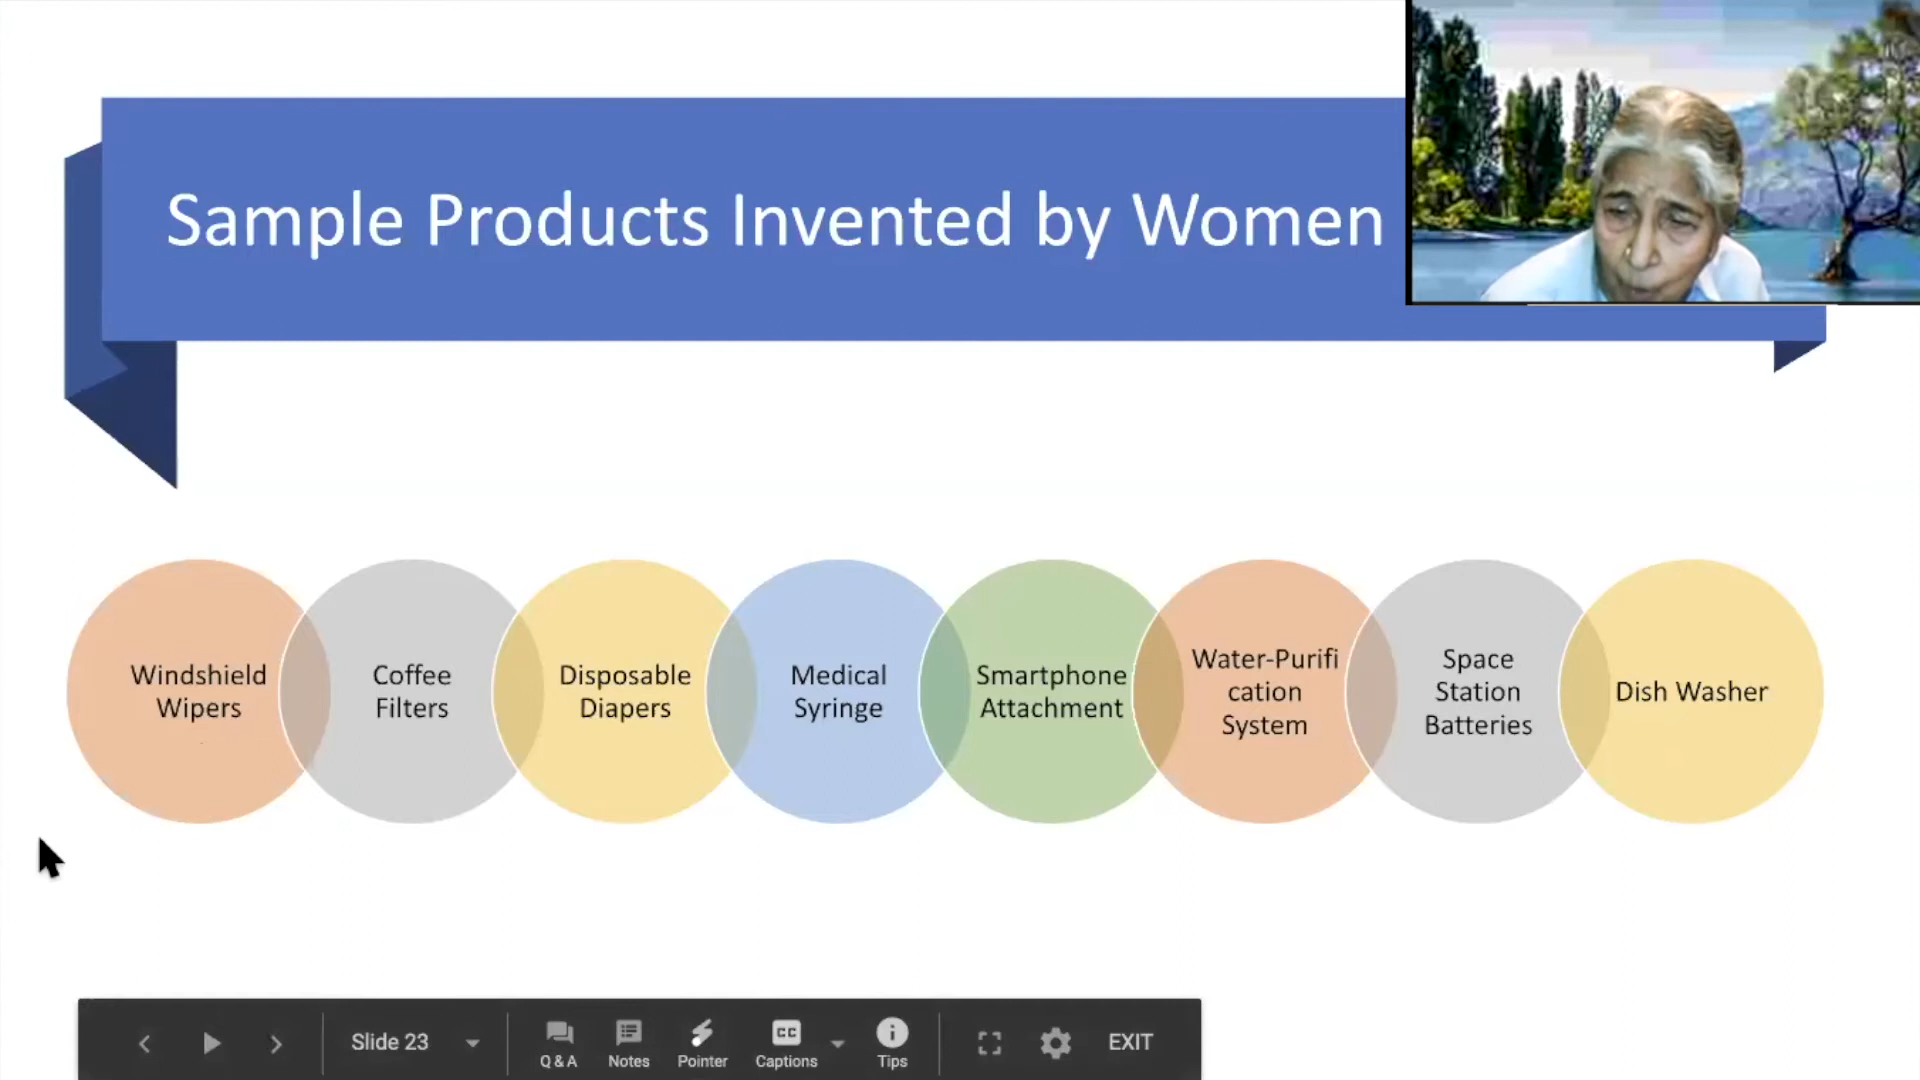 Sample Products Invented by Women
Windshield
Wipers
Coffee
Filters
Disposable
Diapers
Medical
Syringe
Smartphone
Attachment
Water-Purifi
cation
System
Space
Station
Batteries
Dish Washer
Slide 23
Q & A
Notes
Pointer
CC
Captions
Tips
EXIT